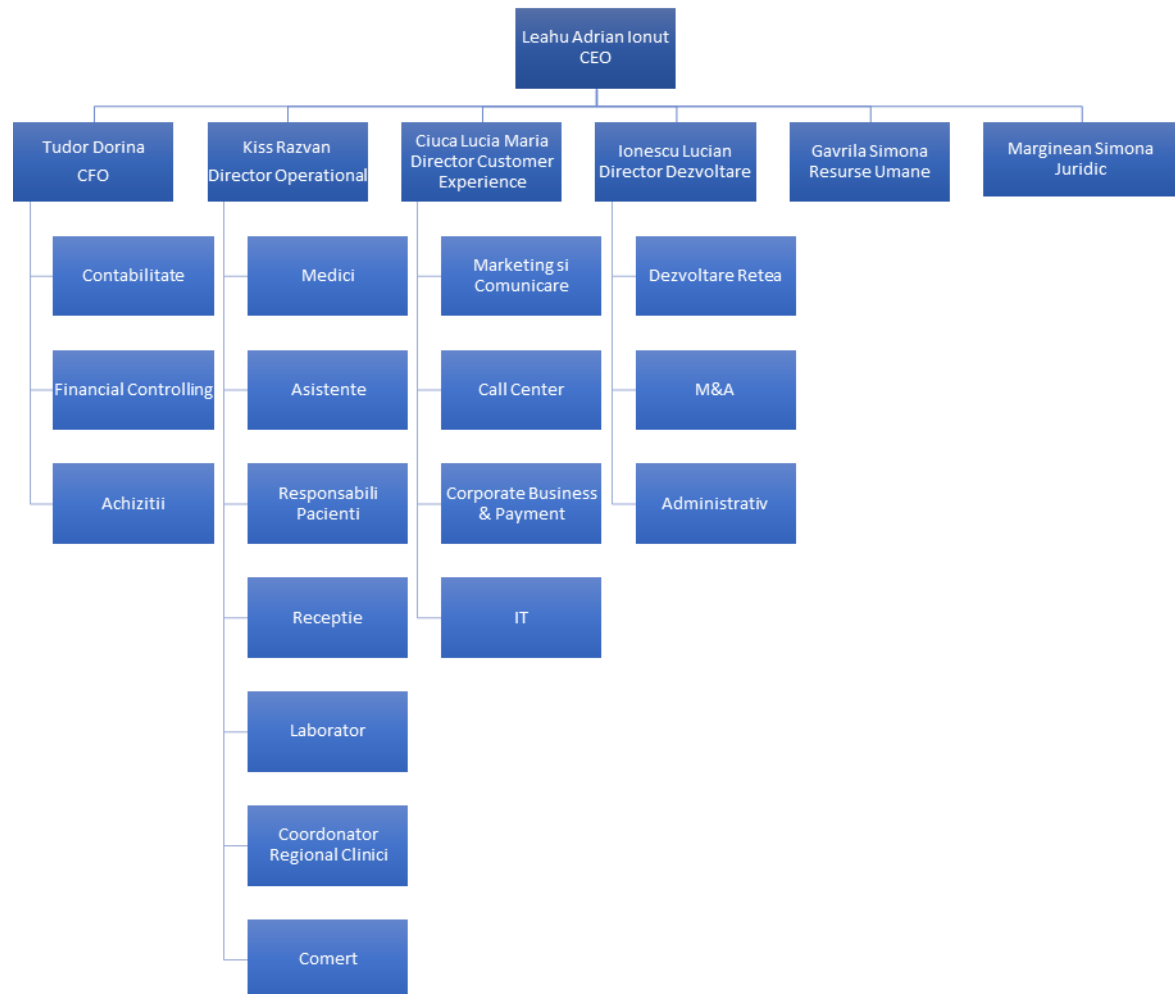 Leahu Adrian Ionut
CEO
Tudor Dorina
CFO
Kiss Razvan
Director Operational
Ciuca Lucia Maria
Director Customer
Experience
Ionescu Lucian
Director Dezvoltare
Gavrila Simona
Resurse Umane
Marginean Simona
Juridic
Contabilitate
Financial Controlling
Achizitii
Medici
Asistente
Responsabili
Pacienti
Receptie
Laborator
Coordonator
Regional Clinici
Comert
Marketing si
Comunicare
Call Center
Corporate Business
& Payment
IT
Dezvoltare Retea
M&A
Administrativ